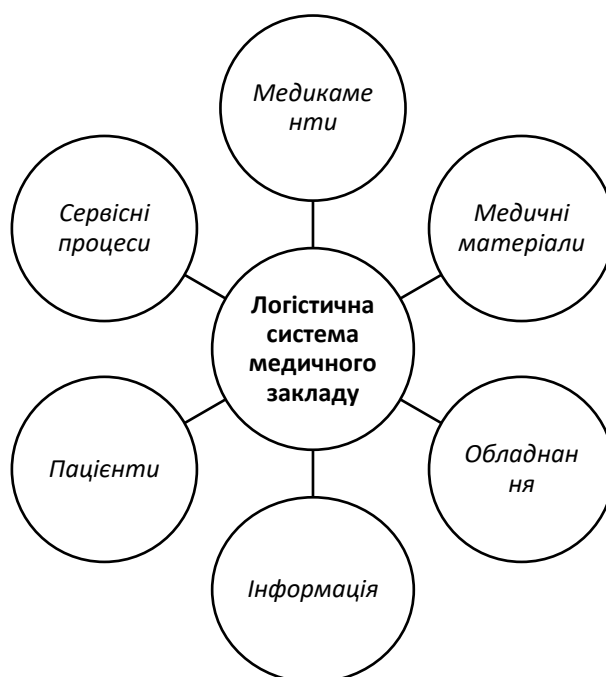 Медикаме
нти
Сервісні
процеси
Медичні
матеріали
Логістична
система
медичного
закладу
Пацієнти
Обладнан
ня
Інформація